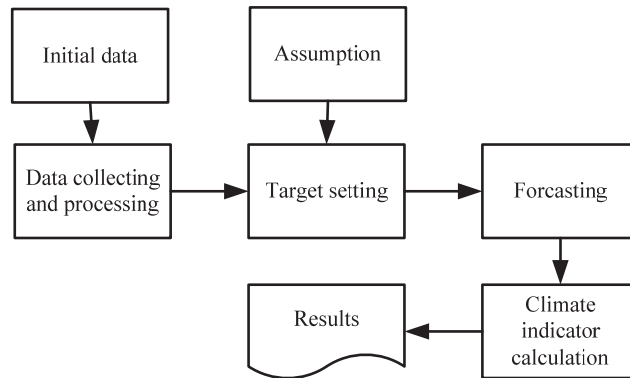 Initial data
Assumption
Data collecting
and processing
Target setting
Forcasting
Results
Climate
indicator
calculation